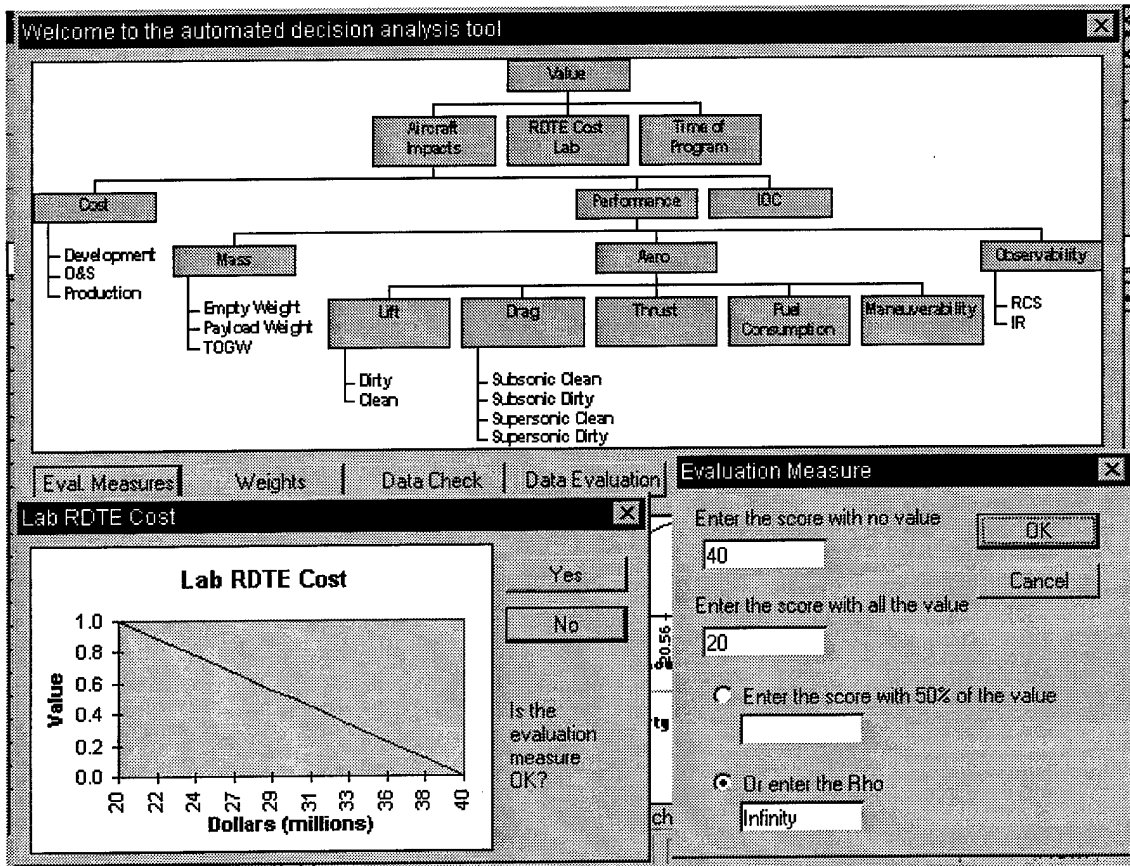 Welcome to the automated decision analysis tool
Value
Aircraft Impacts
RDTE Cost Lab
Time of Program
Cost
Performance
IOC
Development
O&S
Production
Mass
Aero
Observability
Empty Weight
Payload Weight
TOGW
Lift
Drag
Thrust
Fuel Consumption
Maneuverability
RCS
IR
Dirty
Clean
Subsonic Clean
Subsonic Dirty
Supersonic Clean
Supersonic Dirty
Eval. Measures
Weights
Data Check
Data Evaluation
Lab RDTE Cost
Lab RDTE Cost
1.0
0.8
0.6
0.4
0.2
0.0
Value
20
22
24
27
29
31
33
36
38
40
Dollars (millions)
Yes
No
Is the
evaluation
measure
OK?
20.56
rty
ch
Evaluation Measure
Enter the score with no value
40
OK
Cancel
Enter the score with all the value
20
Enter the score with 50% of the value
Or enter the Rho
Infinity